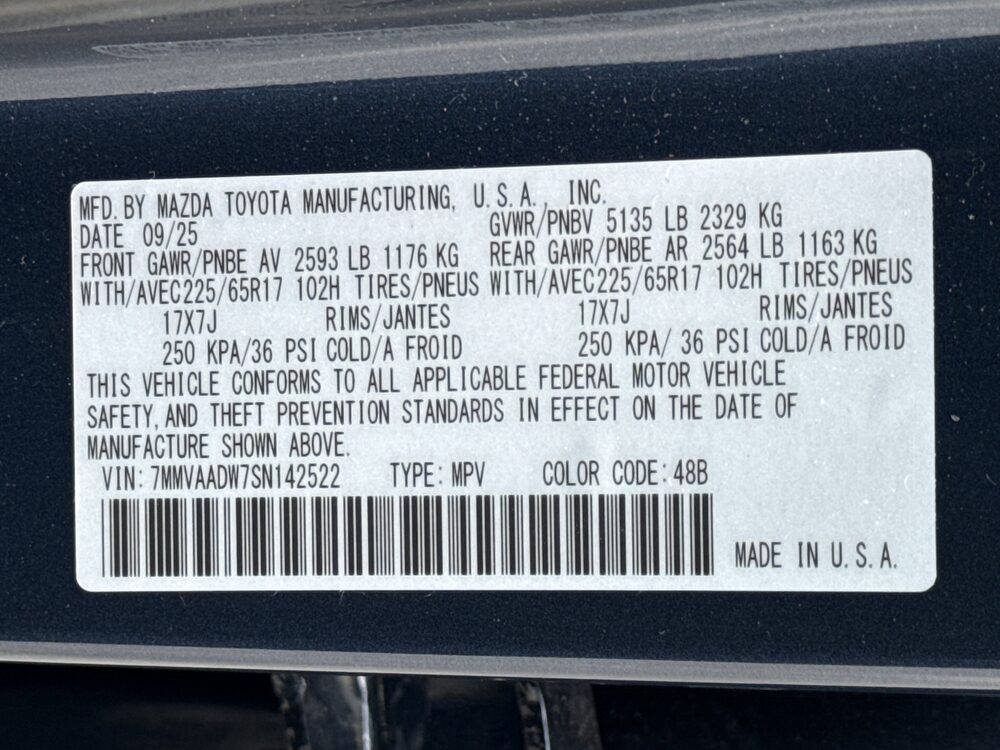 MFD. BY MAZDA TOYOTA MANUFACTURING, U.S.A., INC.
DATE 09/25 GVWR/PNBV 5135 LB 2329 KG
FRONT GAWR/PNBE AV 2593 LB 1176 KG REAR GAWR/PNBE AR 2564 LB 1163 KG
WITH/AVEC225/65R17 102H TIRES/PNEUS WITH/AVEC225/65R17 102H TIRES/PNEUS
17X7J RIMS/JANTES 17X7J RIMS/JANTES
250 KPA/36 PSI COLD/A FROID 250 KPA/ 36 PSI COLD/A FROID
THIS VEHICLE CONFORMS TO ALL APPLICABLE FEDERAL MOTOR VEHICLE
SAFETY, AND THEFT PREVENTION STANDARDS IN EFFECT ON THE DATE OF
MANUFACTURE SHOWN ABOVE.
VIN: 7MMVAADW7SN142522 TYPE: MPV COLOR CODE: 48B
MADE IN U.S.A.